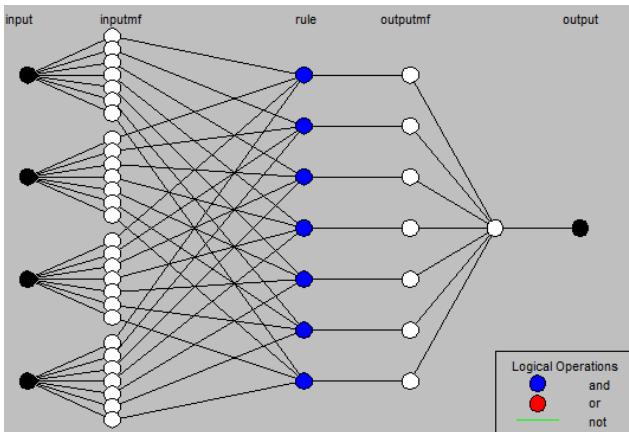 input inputmf rule outputmf output
Logical Operations
and
or
not